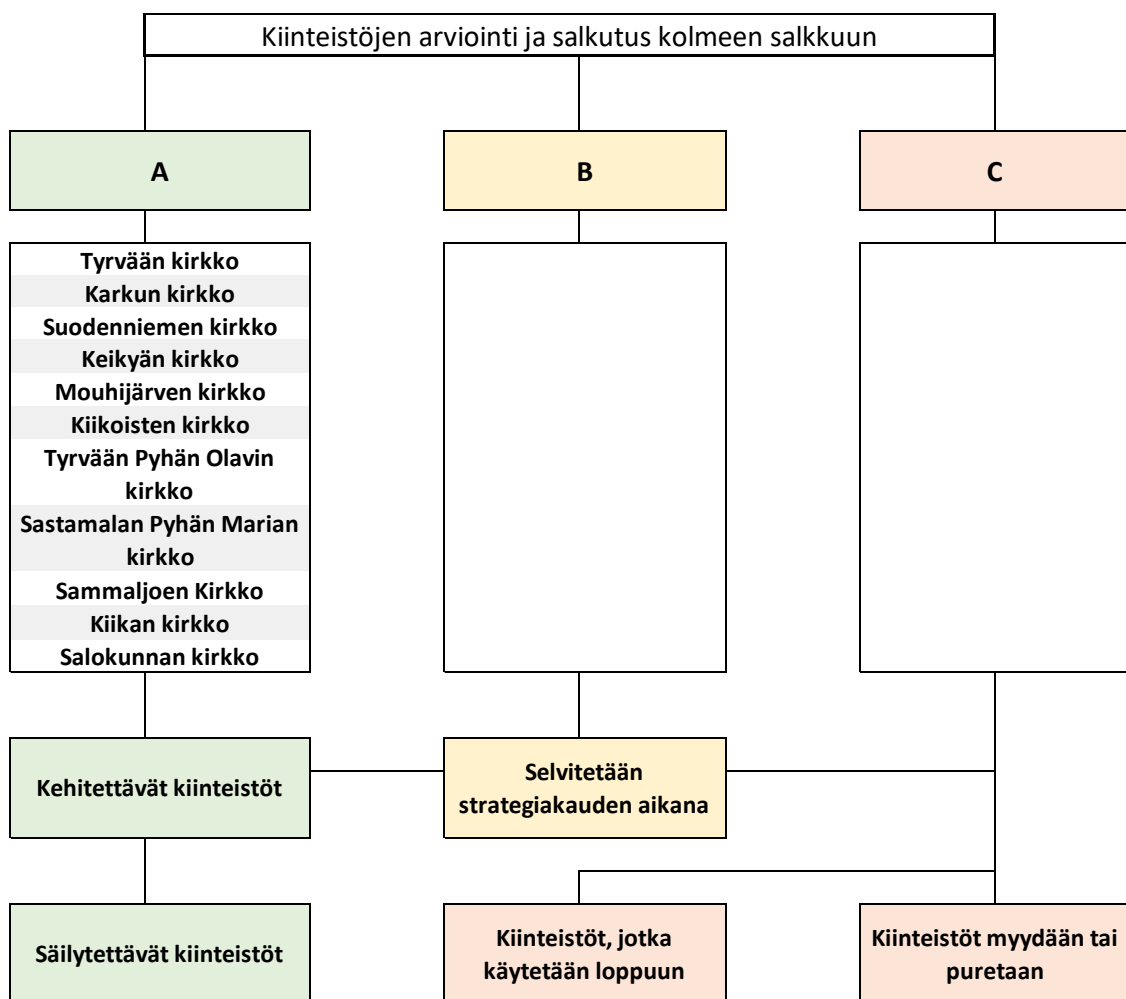 Kiinteistöjen arviointi ja salkutus kolmeen salkkuun
A
B
C
Tyrvään kirkko
Karkun kirkko
Suodenniemen kirkko
Keikyän kirkko
Mouhijärven kirkko
Kiikoisten kirkko
Tyrvään Pyhän Olavin
kirkko
Sastamalan Pyhän Marian
kirkko
Sammaljoen Kirkko
Kiikan kirkko
Salokunnan kirkko
Kehitettävät kiinteistöt
Selvitetään
strategiakauden aikana
Säilytettävät kiinteistöt
Kiinteistöt, jotka
käytetään loppuun
Kiinteistöt myydään tai
puretaan